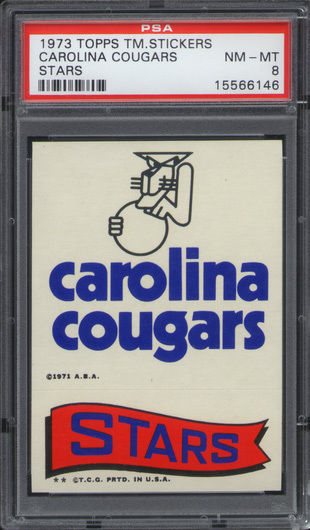 PSA
1973 TOPPS TM.STICKERS
CAROLINA COUGARS NM-MT
STARS 8
15566146
carolina
cougars
©1971 A.B.A.
STARS
** ©T.C.G. PRTD. IN U.S.A.